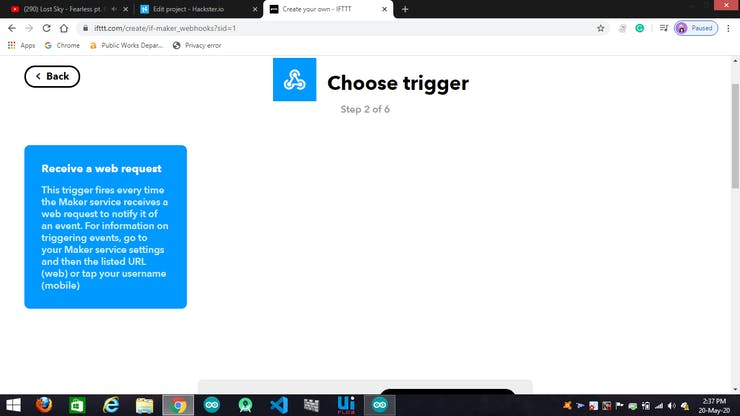 (290) Lost Sky - Fearless pt.
Edit project - Hackster.io
Create your own - IFTTT
ifttt.com/create/if-maker_webhooks?sid=1
Paused
Apps
Chrome
Public Works Depar...
Privacy error
Back
Choose trigger
Step 2 of 6
Receive a web request
This trigger fires every time
the Maker service receives a
web request to notify it of
an event. For information on
triggering events, go to
your Maker service settings
and then the listed URL
(web) or tap your username
(mobile)
2:37 PM
20-May-20